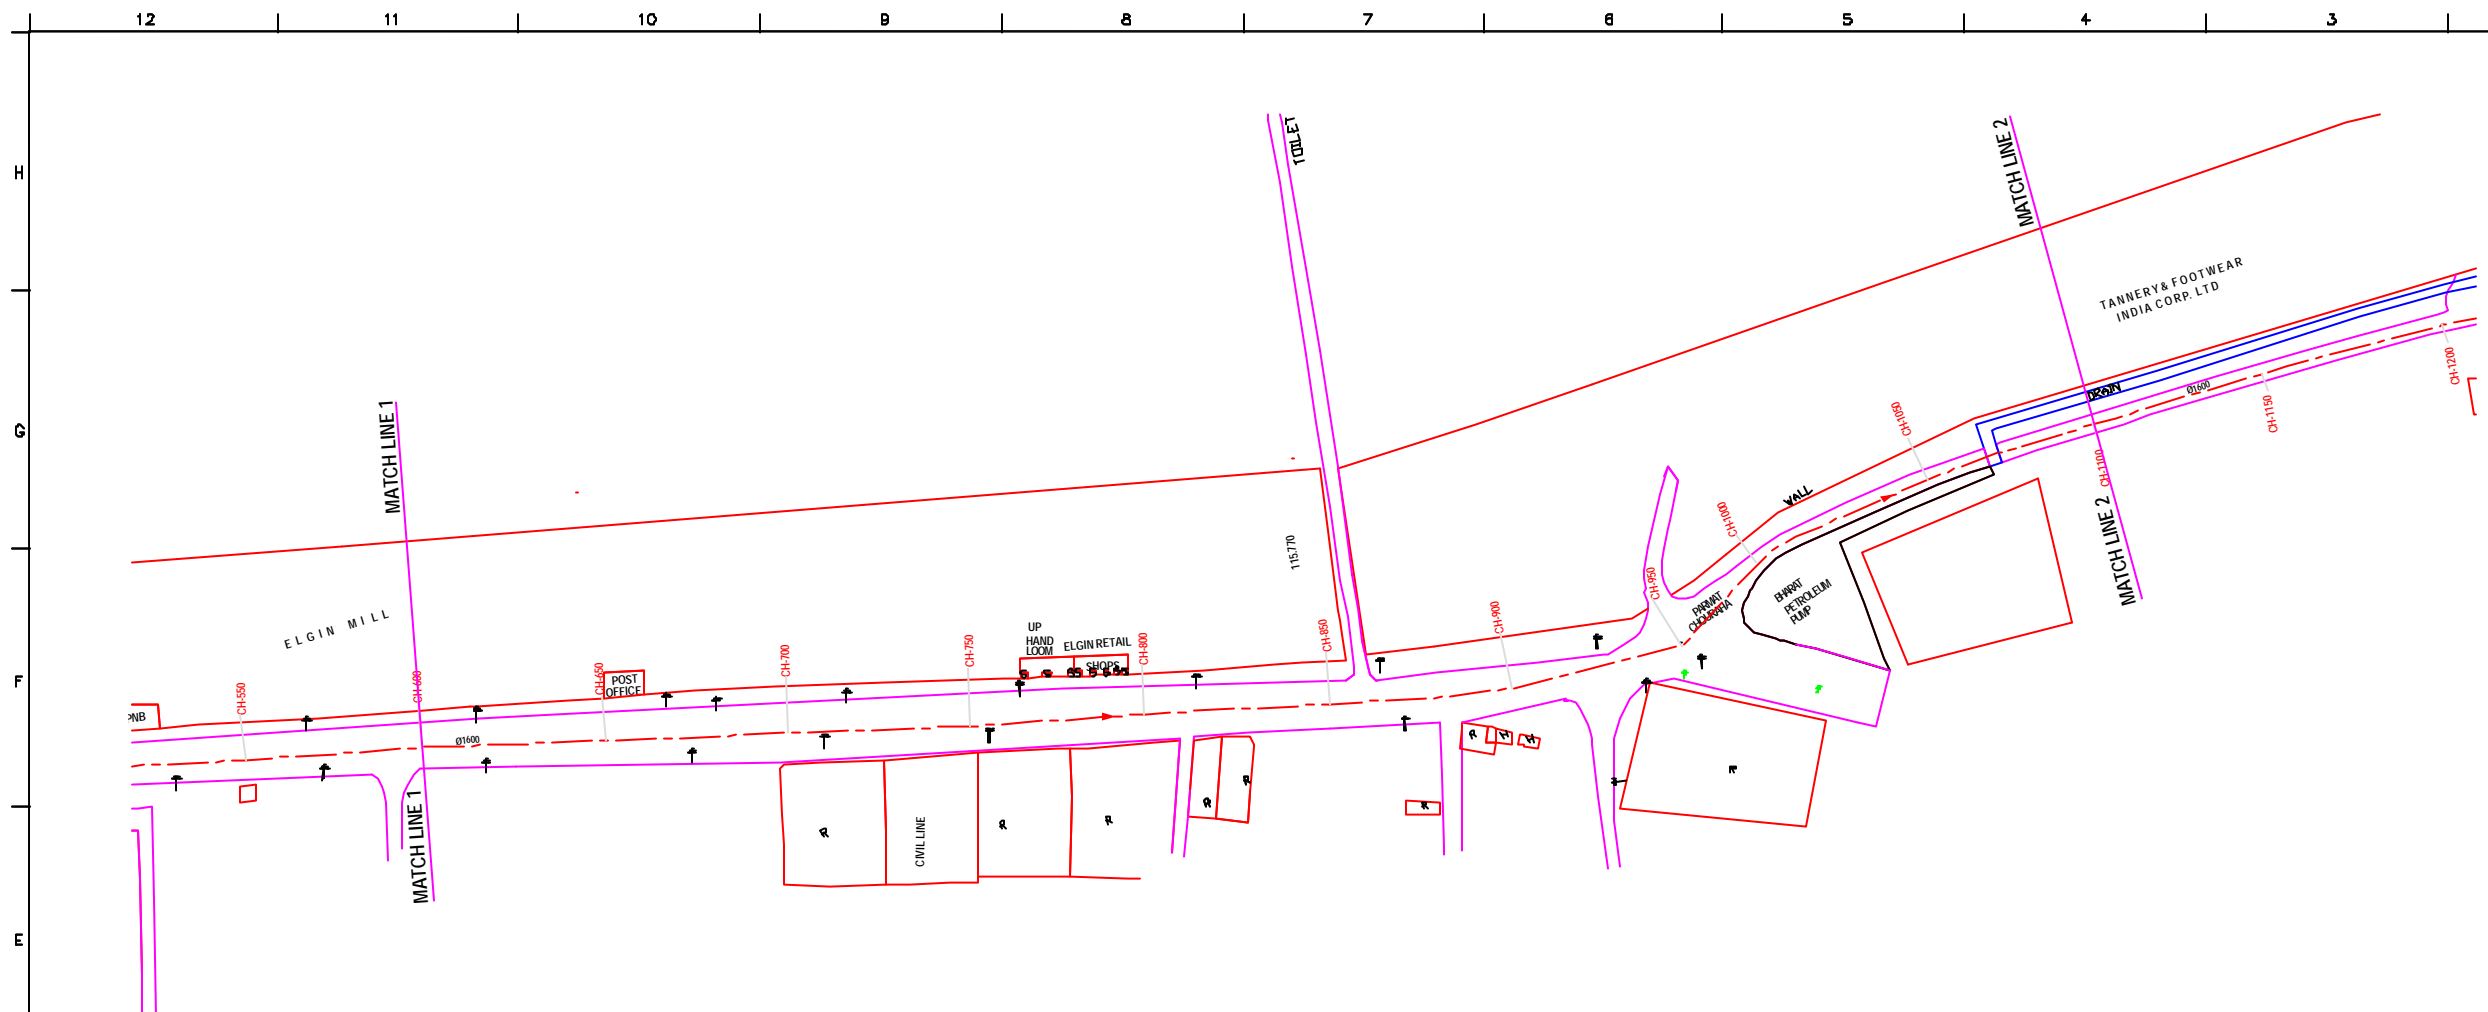 12 11 10 9 8 7 6 5 4 3
H
G
F
E
TOILET
MATCH LINE 2
TANNERY & FOOTWEAR
INDIA CORP. LTD
DRAIN
Ø1600
CH-1200
CH-1150
CH-1100
CH-1050
CH-1000
WALL
MATCH LINE 2
MATCH LINE 1
115.770
CH-950
CH-900
CH-850
CH-800
CH-750
CH-700
CH-650
CH-600
CH-550
PARMAT
CHOURAHA
BHARAT
PETROLEUM
PUMP
ELGIN MILL
UP
HAND
LOOM
ELGIN RETAIL
SHOPS
POST
OFFICE
PNB
Ø1600
R
H
H
R
R
R
R
R
R
R
CIVIL LINE
MATCH LINE 1